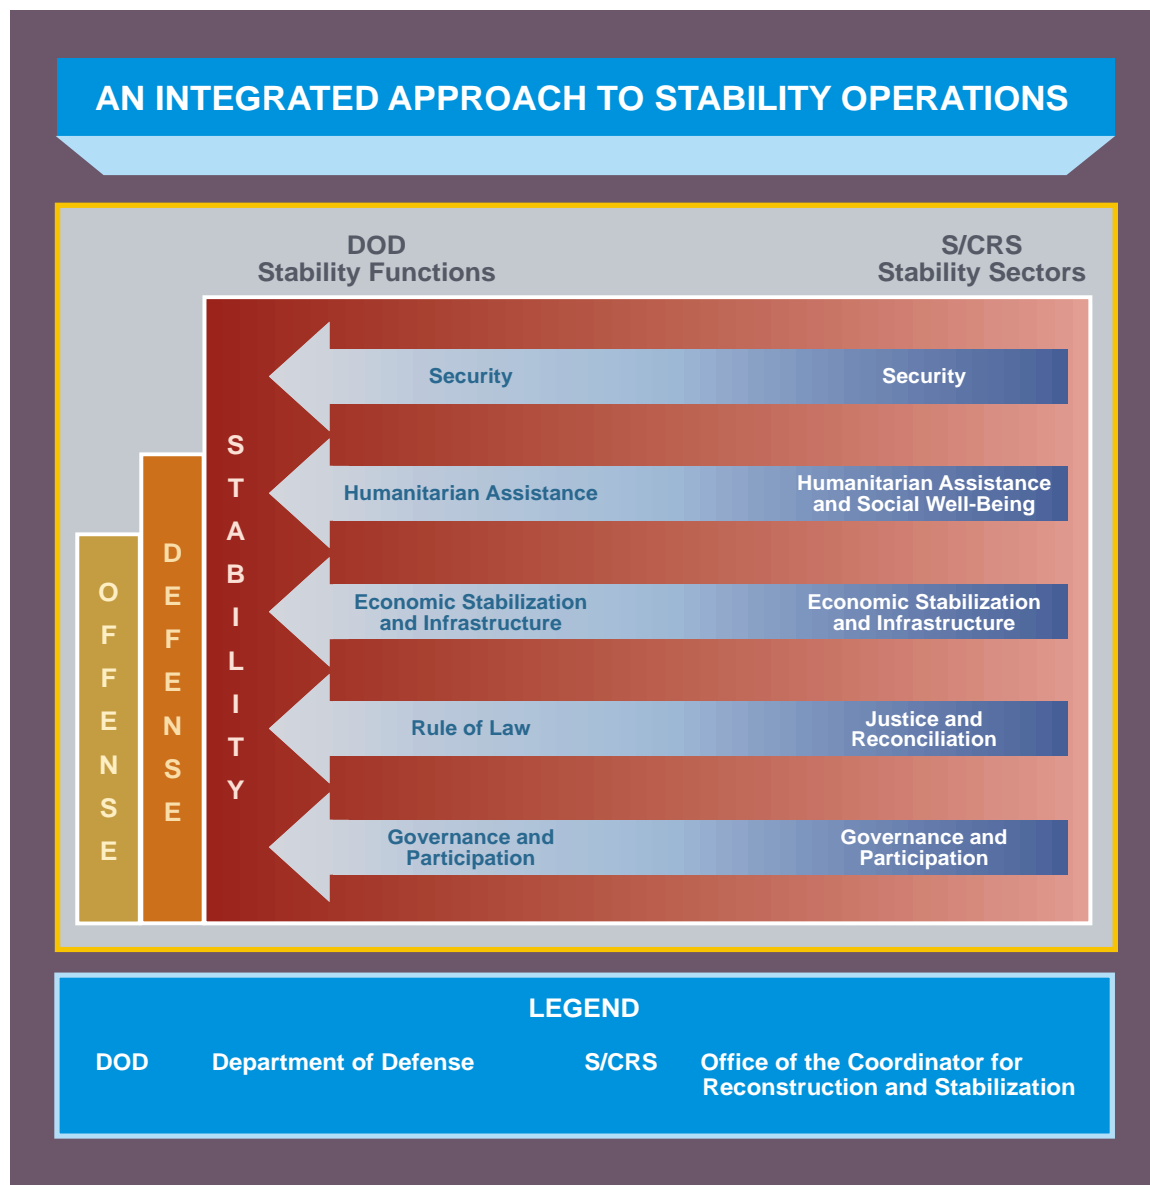 AN INTEGRATED APPROACH TO STABILITY OPERATIONS
DOD
Stability Functions
S/CRS
Stability Sectors
OFFENSE
DEFENSE
STABILITY
Security
Security
Humanitarian Assistance
Humanitarian Assistance
and Social Well-Being
Economic Stabilization
and Infrastructure
Economic Stabilization
and Infrastructure
Rule of Law
Justice and
Reconciliation
Governance and
Participation
Governance and
Participation
LEGEND
DOD Department of Defense
S/CRS Office of the Coordinator for
Reconstruction and Stabilization